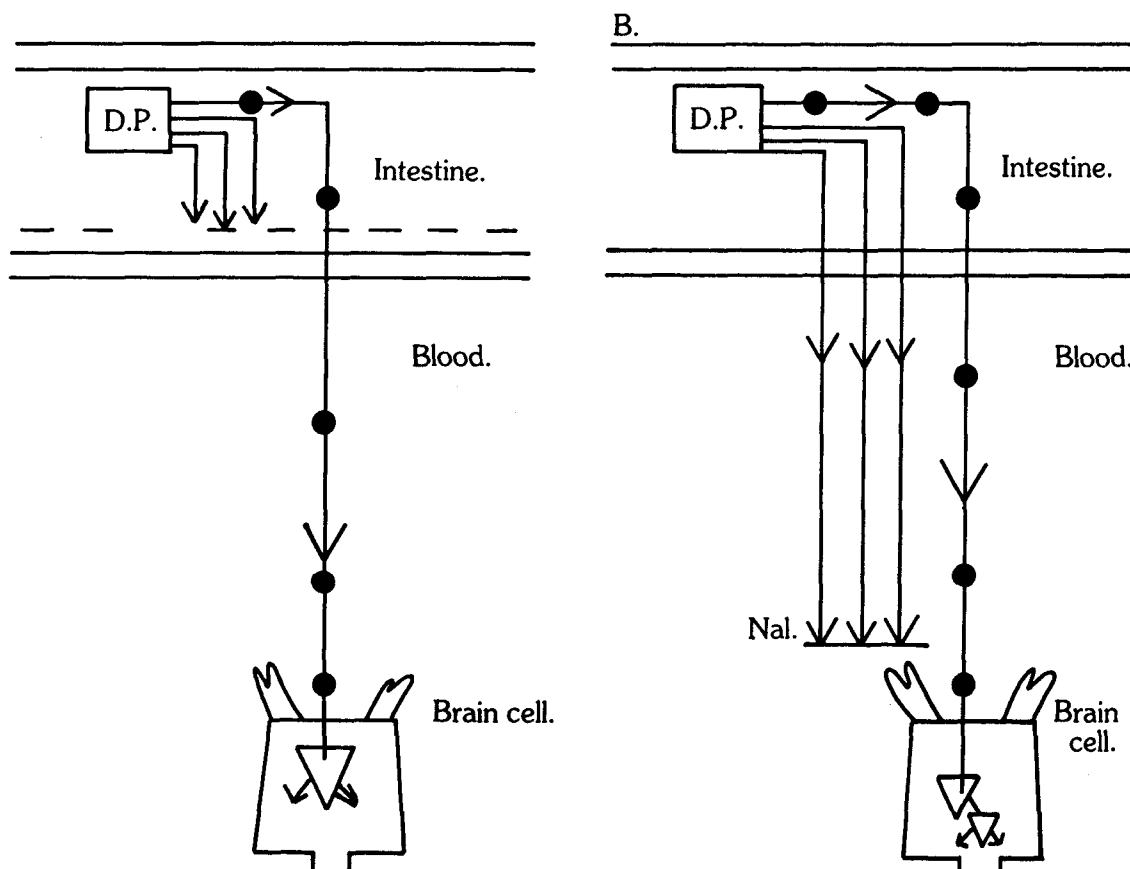 D.P.
Intestine.
Blood.
Brain cell.
B.
D.P.
Intestine.
Blood.
Nal.
Brain
cell.